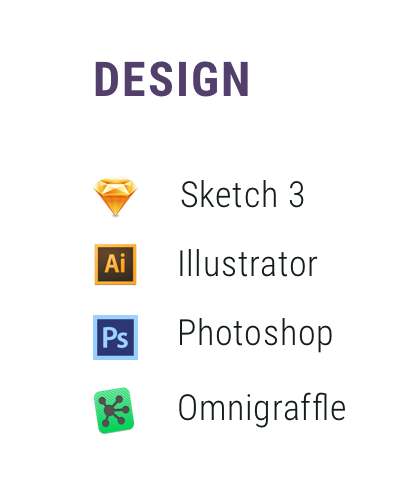 DESIGN
Sketch 3
Ai Illustrator
Ps Photoshop
Omnigraffle